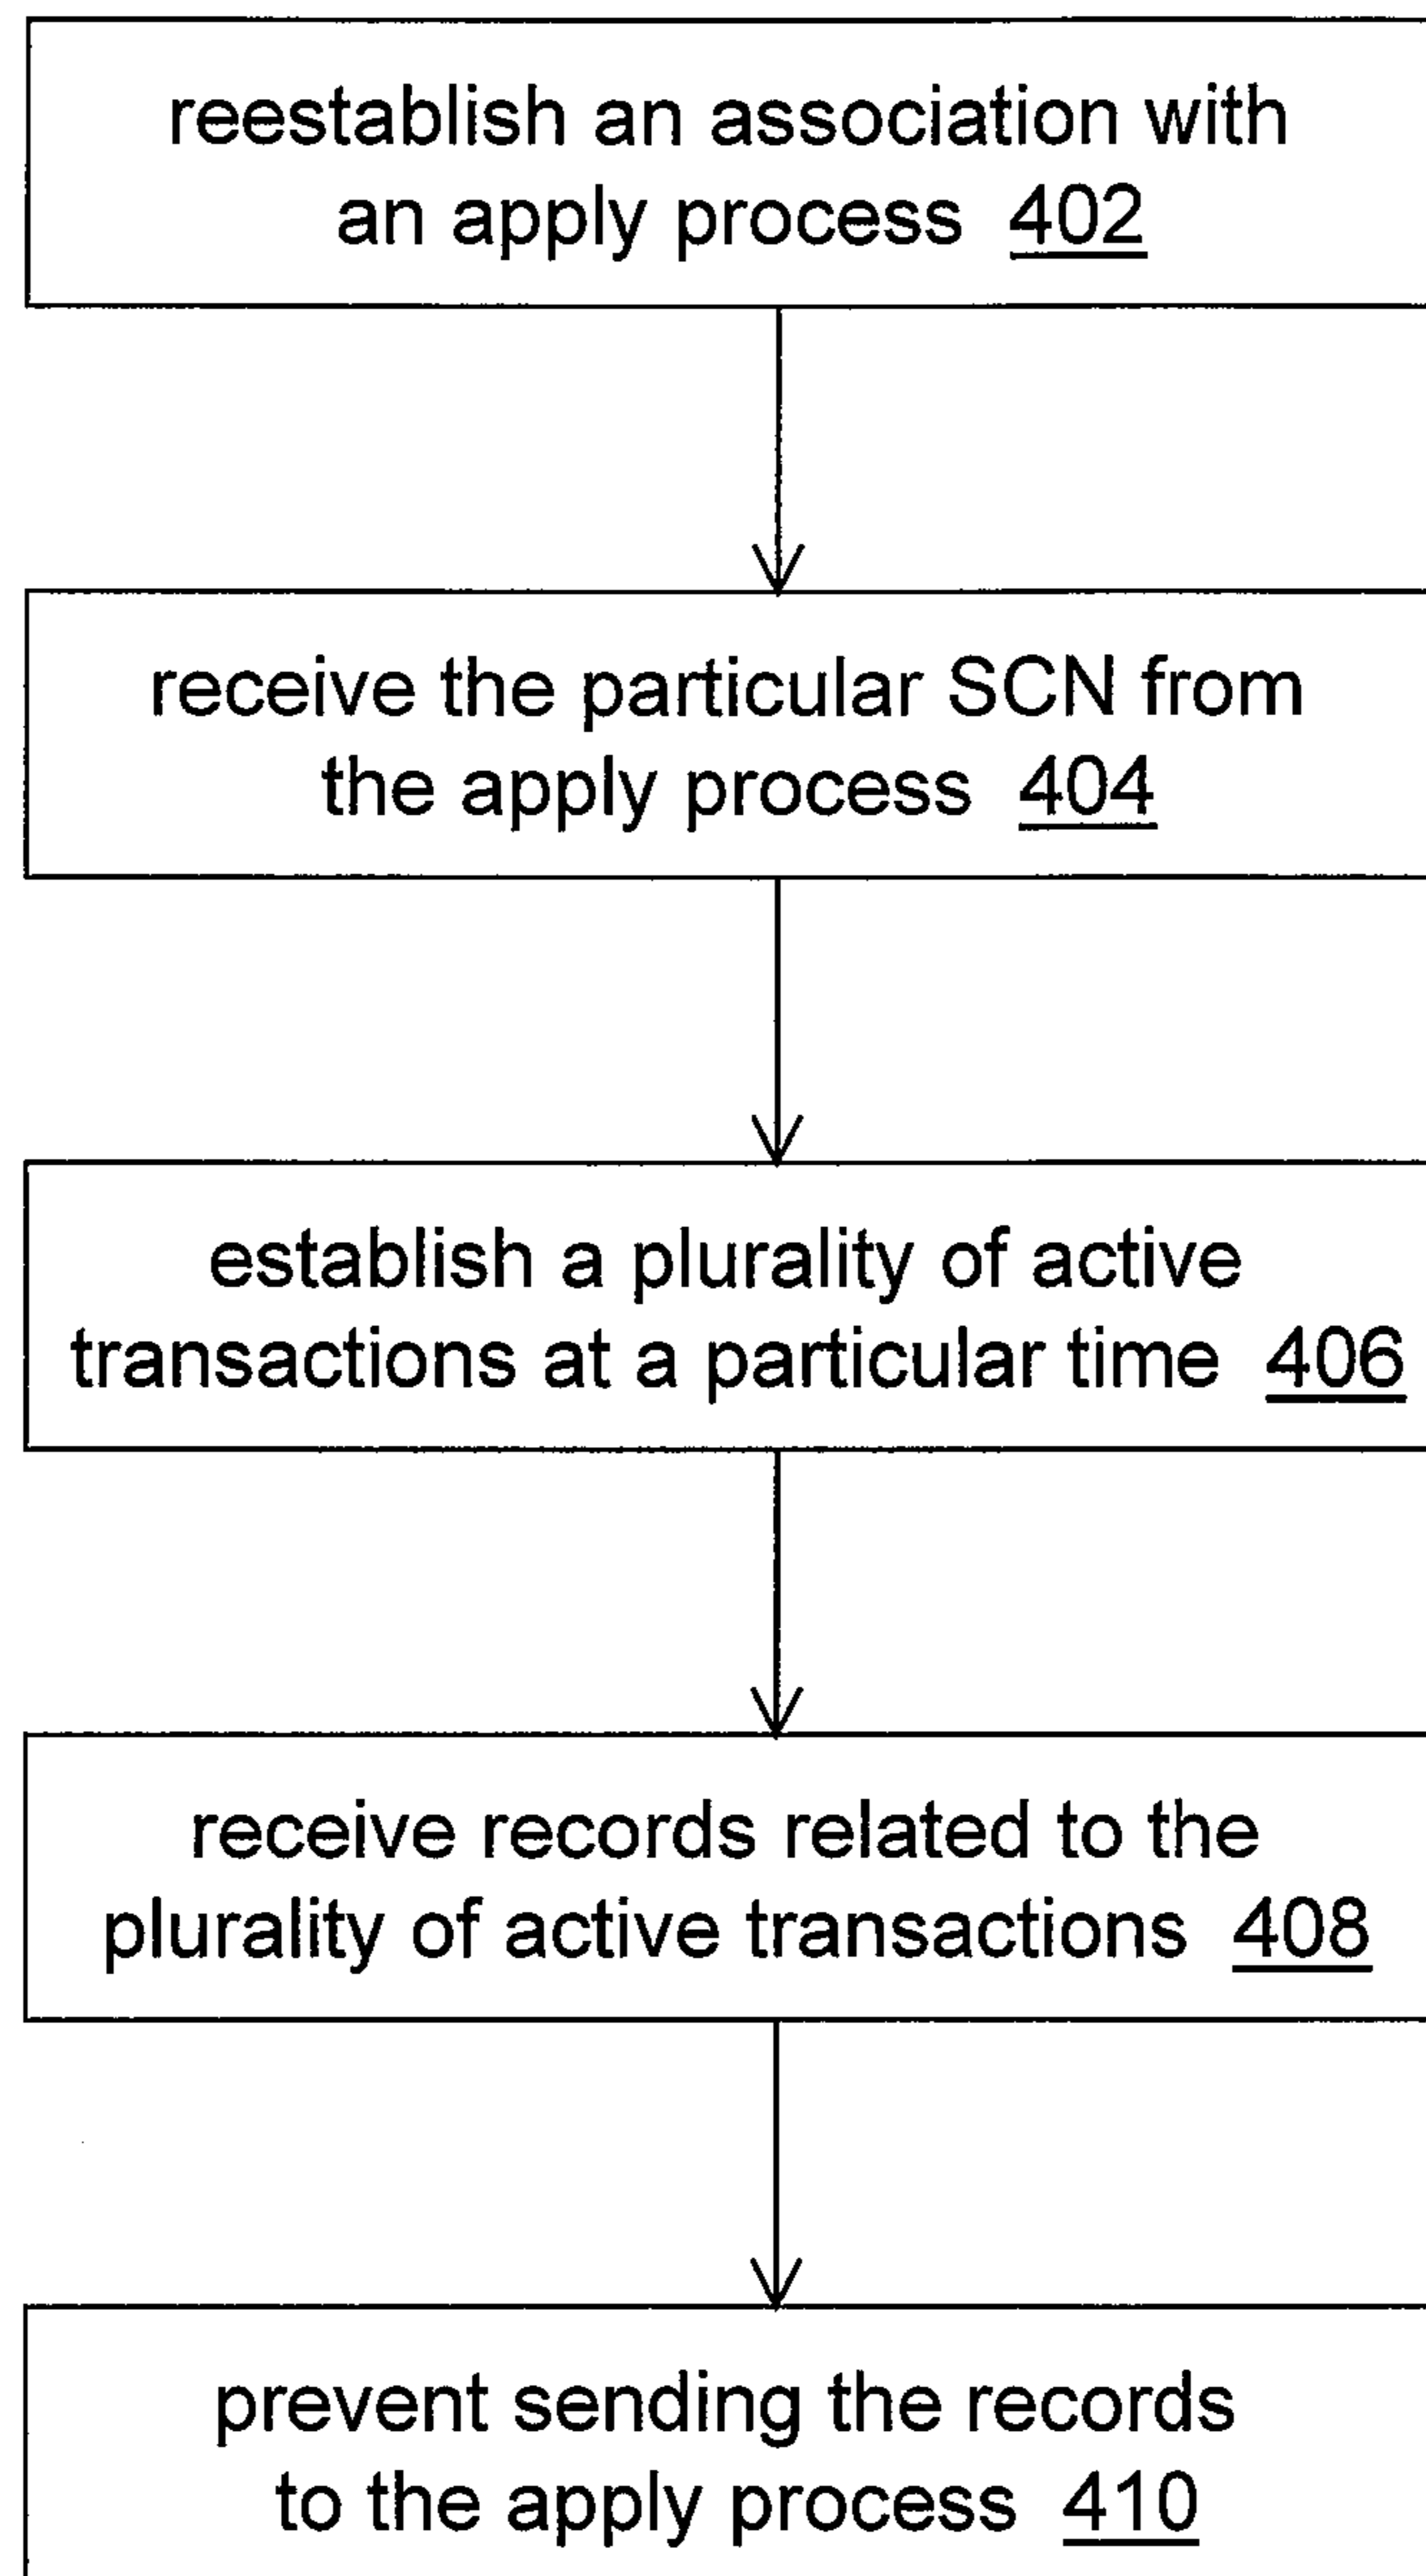 reestablish an association with
an apply process 402
receive the particular SCN from
the apply process 404
establish a plurality of active
transactions at a particular time 406
receive records related to the
plurality of active transactions 408
prevent sending the records
to the apply process 410